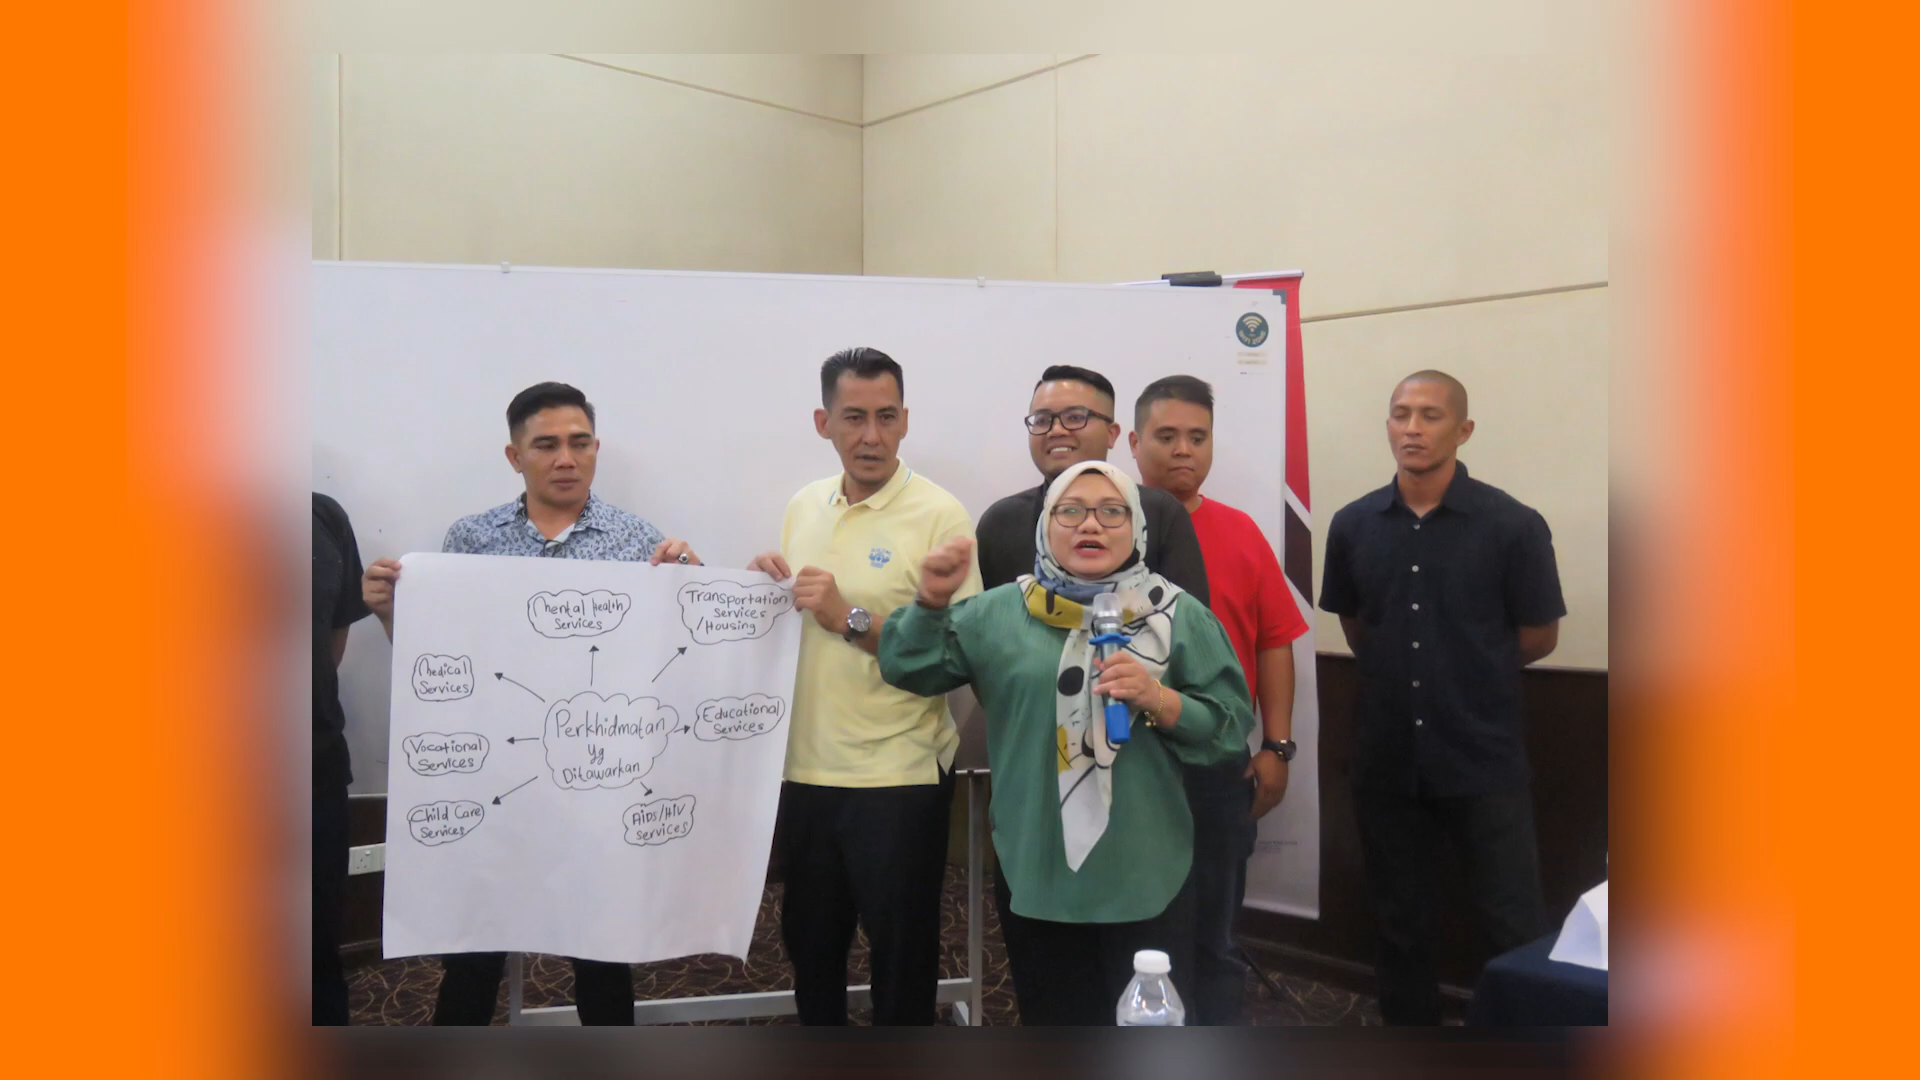 Mental Health
Services
Transportation
Services
/Housing
Medical
Services
Perkhidmatan
yg
Ditawarkan
Educational
Services
Vocational
Services
Child Care
Services
AIDS/HIV
Services